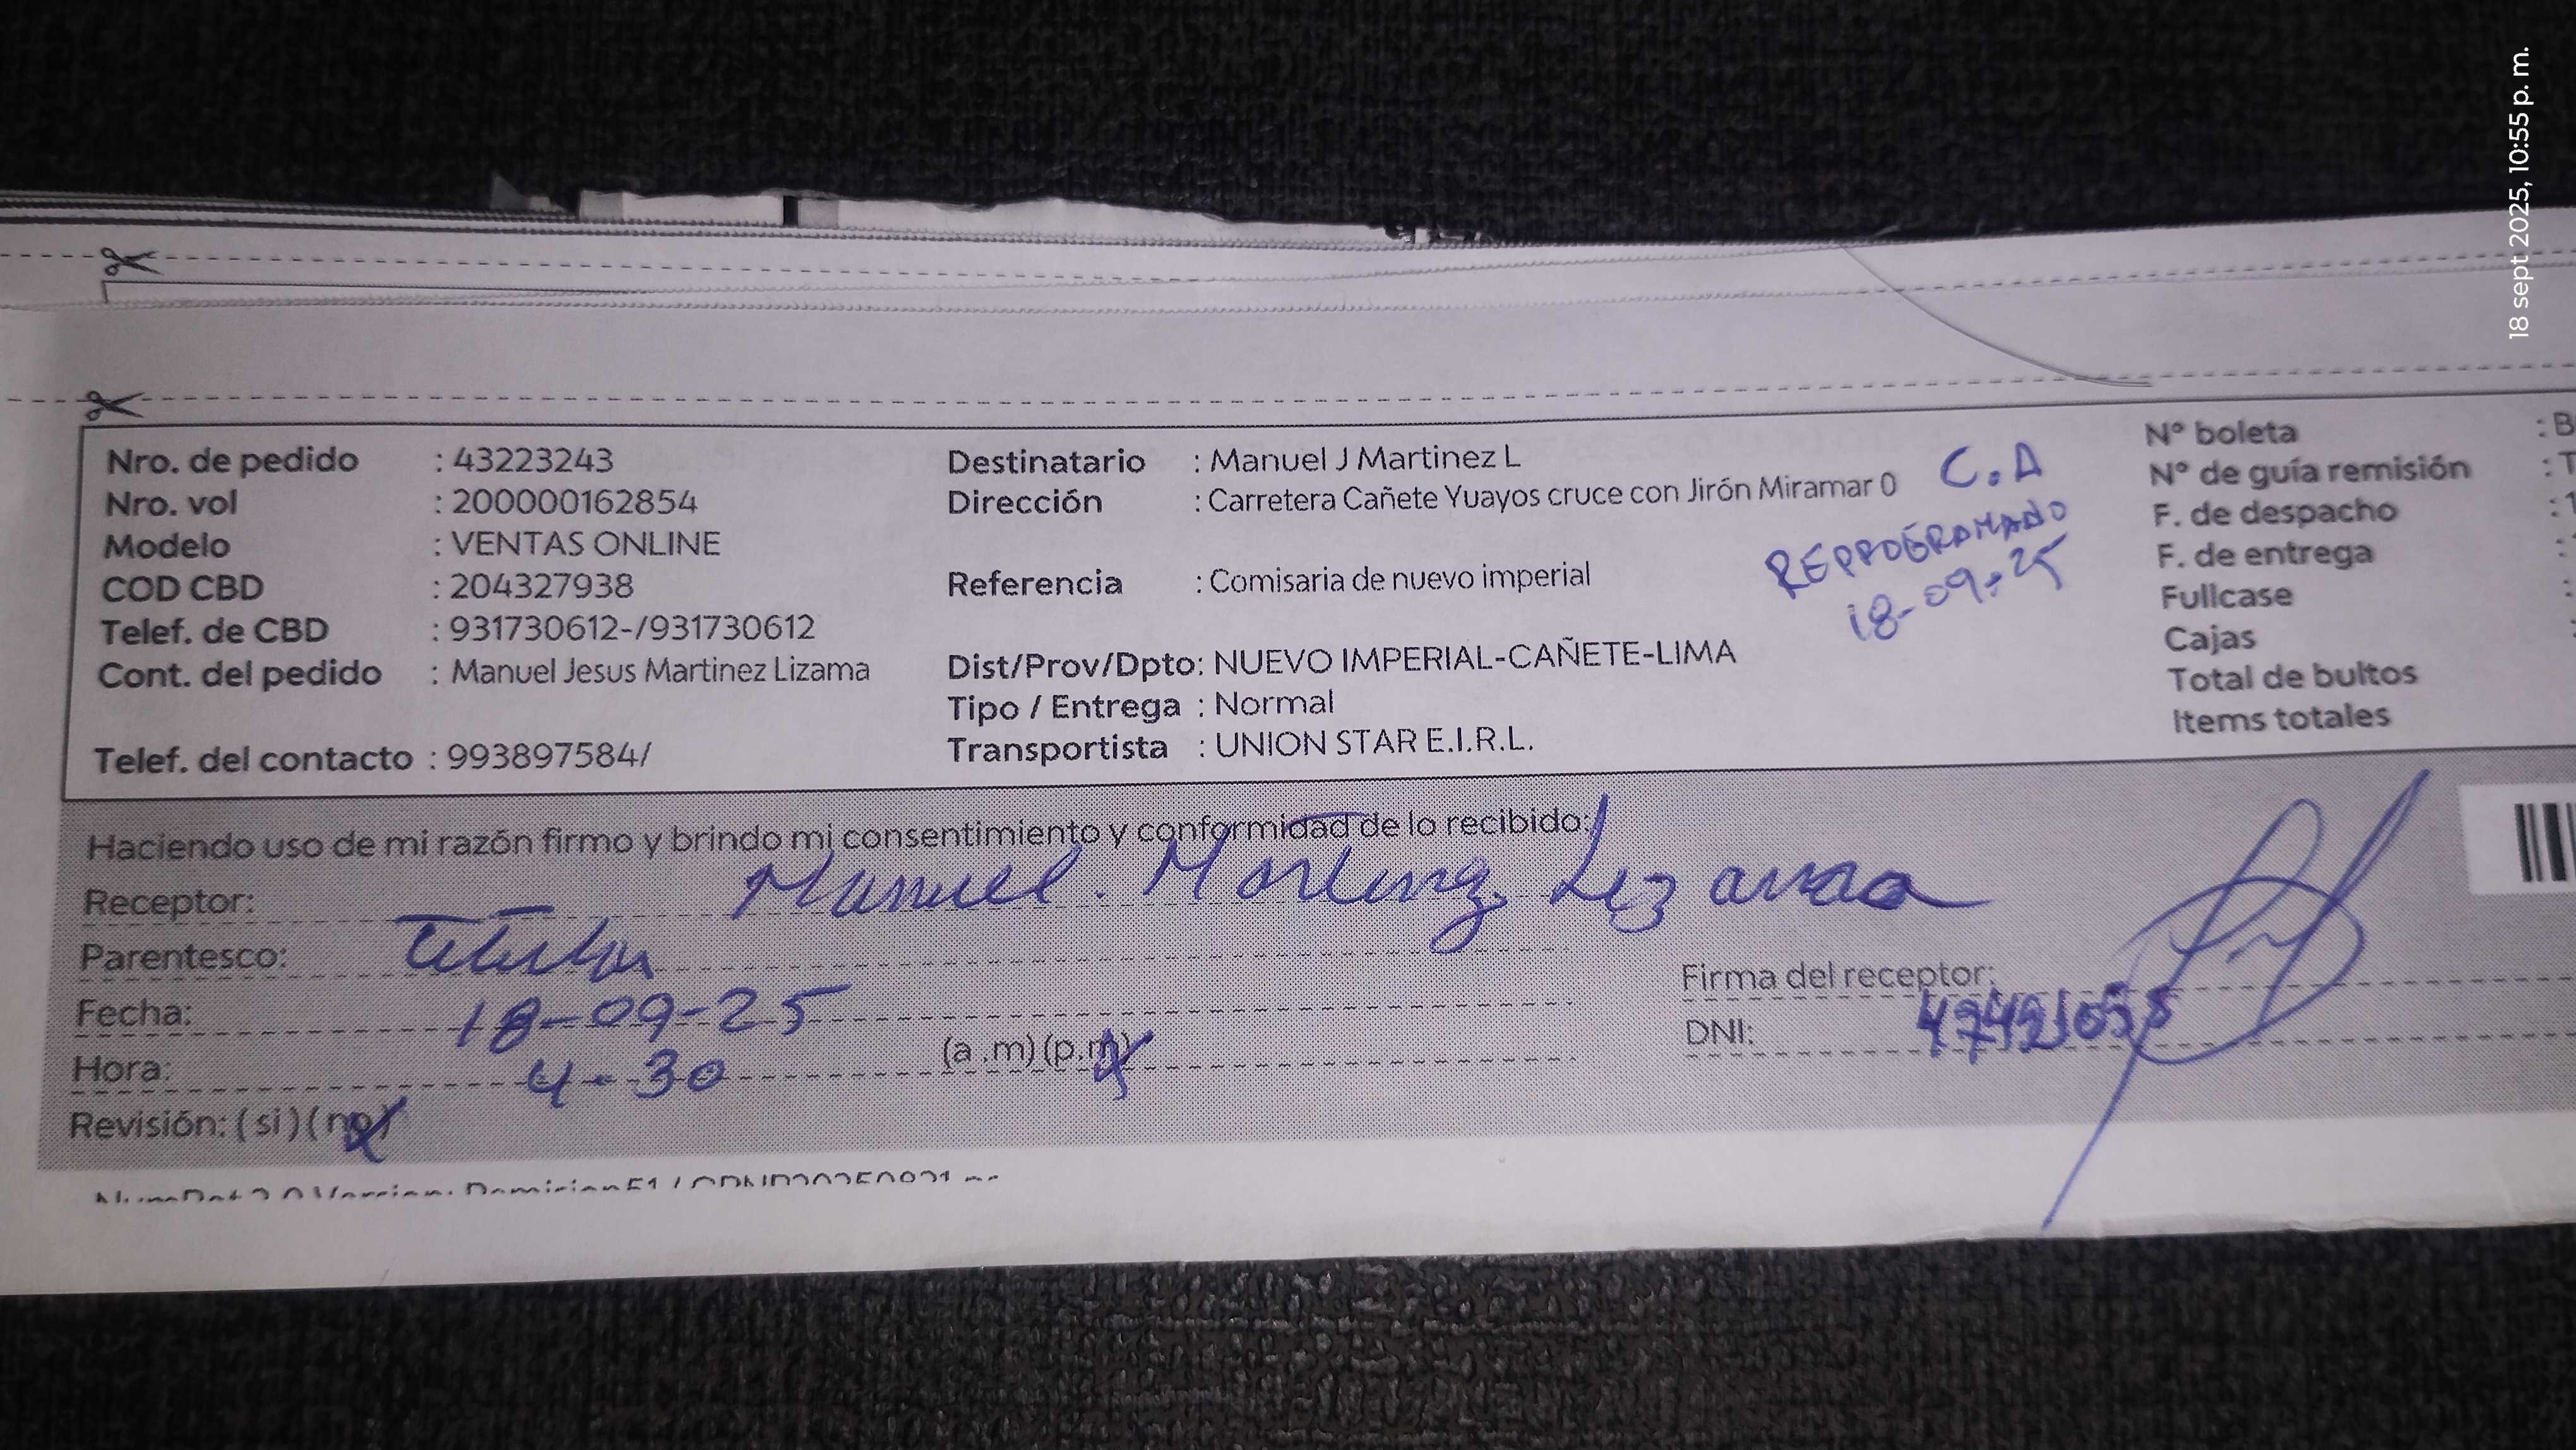 18 sept 2025, 10:55 p. m.
Nro. de pedido : 43223243
Nro. vol : 200000162854
Modelo : VENTAS ONLINE
COD CBD : 204327938
Telef. de CBD : 931730612-/931730612
Cont. del pedido : Manuel Jesus Martinez Lizama
Telef. del contacto : 993897584/
Destinatario : Manuel J Martinez L
Dirección : Carretera Cañete Yuayos cruce con Jirón Miramar 0
Referencia : Comisaria de nuevo imperial
Dist/Prov/Dpto: NUEVO IMPERIAL-CAÑETE-LIMA
Tipo / Entrega : Normal
Transportista : UNION STAR E.I.R.L.
C.A
REPROGRAMADO
18-09-25
N° boleta : B
N° de guía remisión : T
F. de despacho : 1
F. de entrega :
Fullcase :
Cajas :
Total de bultos
Items totales
Haciendo uso de mi razón firmo y brindo mi consentimiento y conformidad de lo recibido:
Receptor: Manuel. Martinez Lizama
Parentesco: Titular
Fecha: 18-09-25
Hora: 4-30 (a .m) (p.m)
Revisión: ( si ) ( no )
Firma del receptor:
DNI: